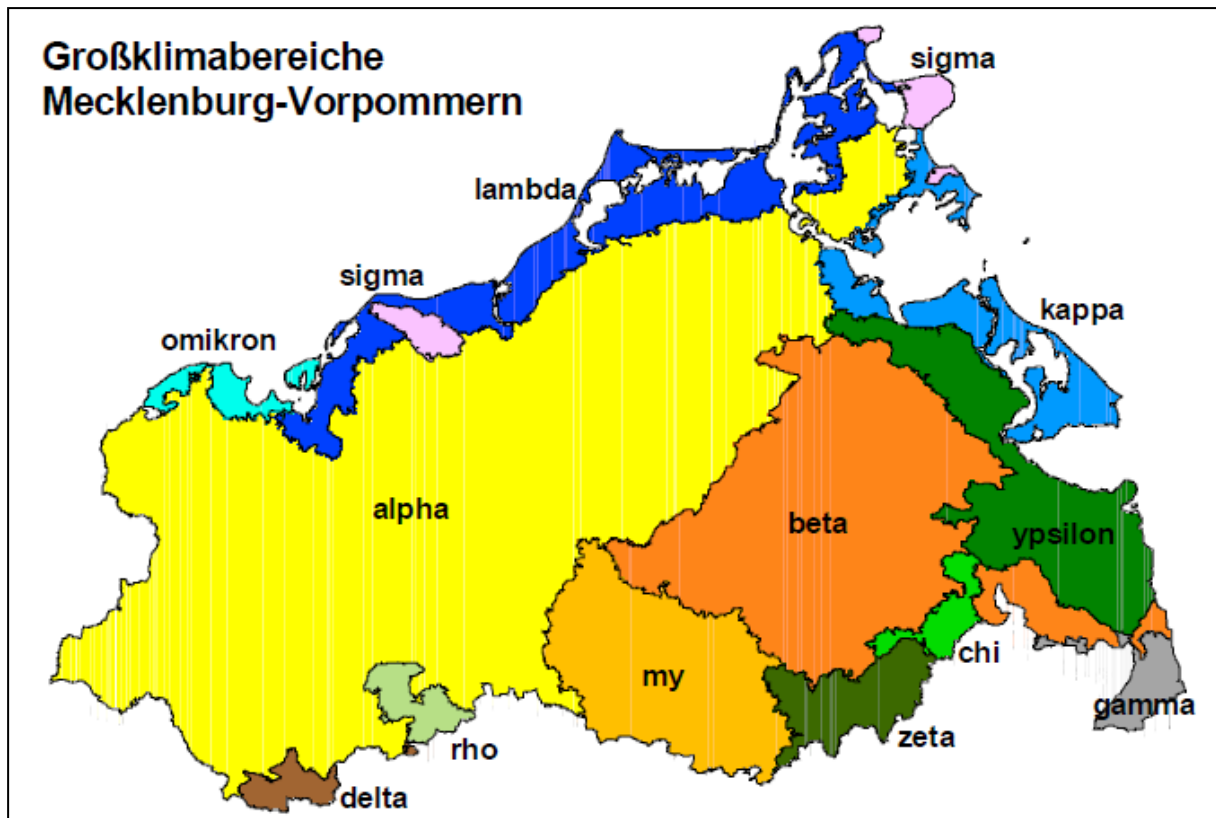 Großklimabereiche
Mecklenburg-Vorpommern
sigma
lambda
sigma
kappa
omikron
alpha
beta
ypsilon
chi
my
gamma
zeta
rho
delta